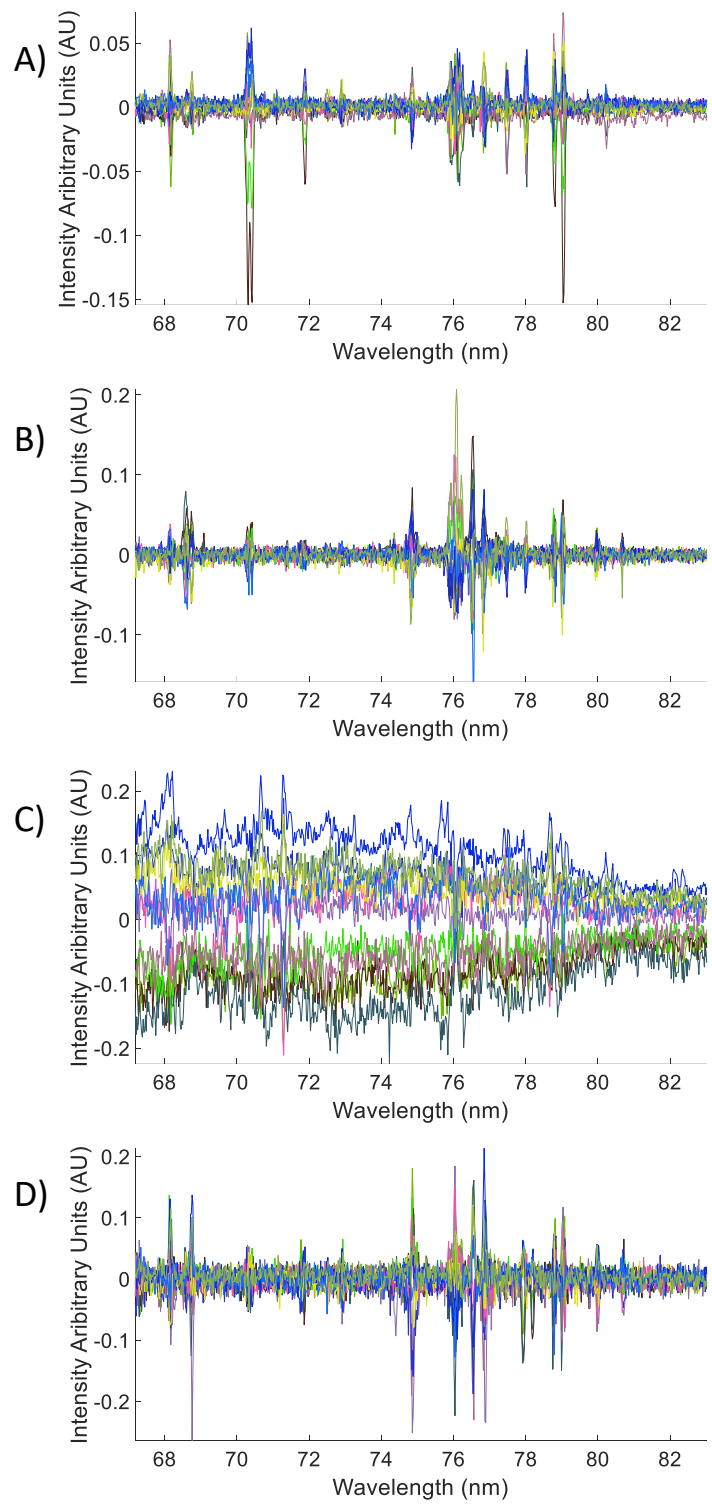 A)
Intensity Aribitrary Units (AU)
0.05
0
-0.05
-0.1
-0.15
68 70 72 74 76 78 80 82
Wavelength (nm)
B)
Intensity Aribitrary Units (AU)
0.2
0.1
0
-0.1
68 70 72 74 76 78 80 82
Wavelength (nm)
C)
Intensity Aribitrary Units (AU)
0.2
0.1
0
-0.1
-0.2
68 70 72 74 76 78 80 82
Wavelength (nm)
D)
Intensity Aribitrary Units (AU)
0.2
0.1
0
-0.1
-0.2
68 70 72 74 76 78 80 82
Wavelength (nm)